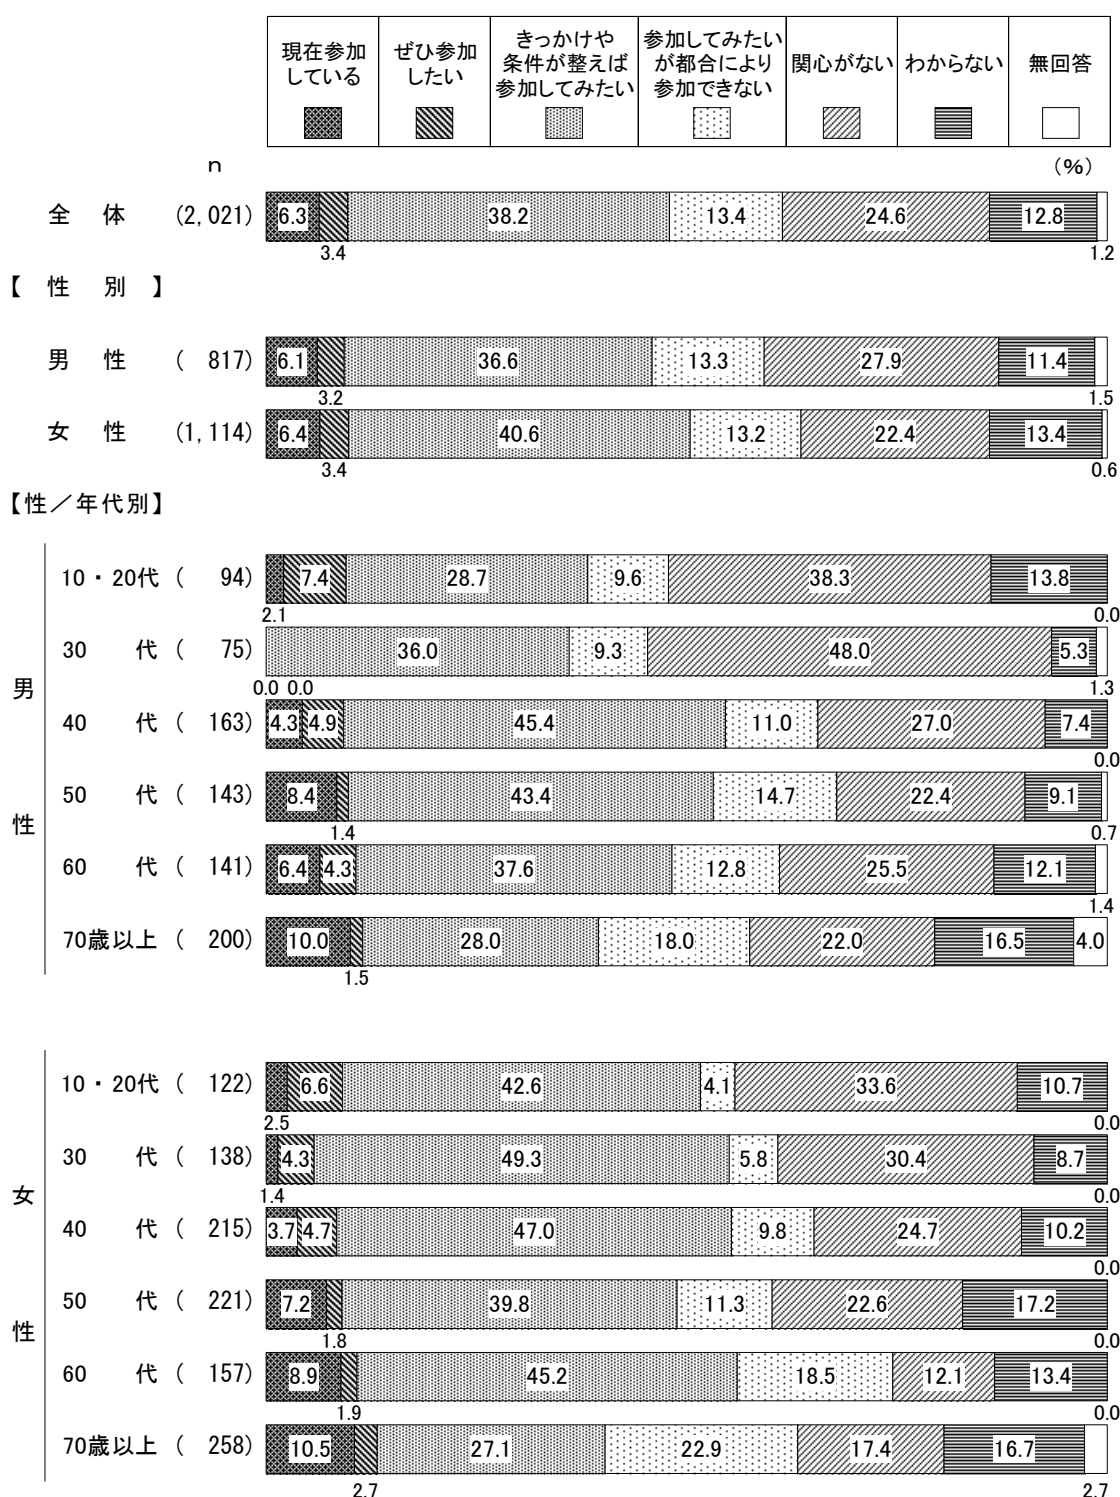 現在参加
している
ぜひ参加
したい
きっかけや
条件が整えば
参加してみたい
参加してみたい
が都合により
参加できない
関心がない
わからない
無回答
n (%)
全 体 (2,021) 6.3 38.2 13.4 24.6 12.8
3.4 1.2
【 性 別 】
男 性 ( 817) 6.1 36.6 13.3 27.9 11.4
3.2 1.5
女 性 (1,114) 6.4 40.6 13.2 22.4 13.4
3.4 0.6
【性／年代別】
男性
10・20代 ( 94) 7.4 28.7 9.6 38.3 13.8
2.1 0.0
30 代 ( 75) 36.0 9.3 48.0 5.3
0.0 0.0 1.3
40 代 ( 163) 4.3 4.9 45.4 11.0 27.0 7.4
0.0
50 代 ( 143) 8.4 43.4 14.7 22.4 9.1
1.4 0.7
60 代 ( 141) 6.4 4.3 37.6 12.8 25.5 12.1
1.4
70歳以上 ( 200) 10.0 28.0 18.0 22.0 16.5 4.0
1.5
女性
10・20代 ( 122) 6.6 42.6 4.1 33.6 10.7
2.5 0.0
30 代 ( 138) 4.3 49.3 5.8 30.4 8.7
1.4 0.0
40 代 ( 215) 3.7 4.7 47.0 9.8 24.7 10.2
0.0
50 代 ( 221) 7.2 39.8 11.3 22.6 17.2
1.8 0.0
60 代 ( 157) 8.9 45.2 18.5 12.1 13.4
1.9 0.0
70歳以上 ( 258) 10.5 27.1 22.9 17.4 16.7
2.7 2.7